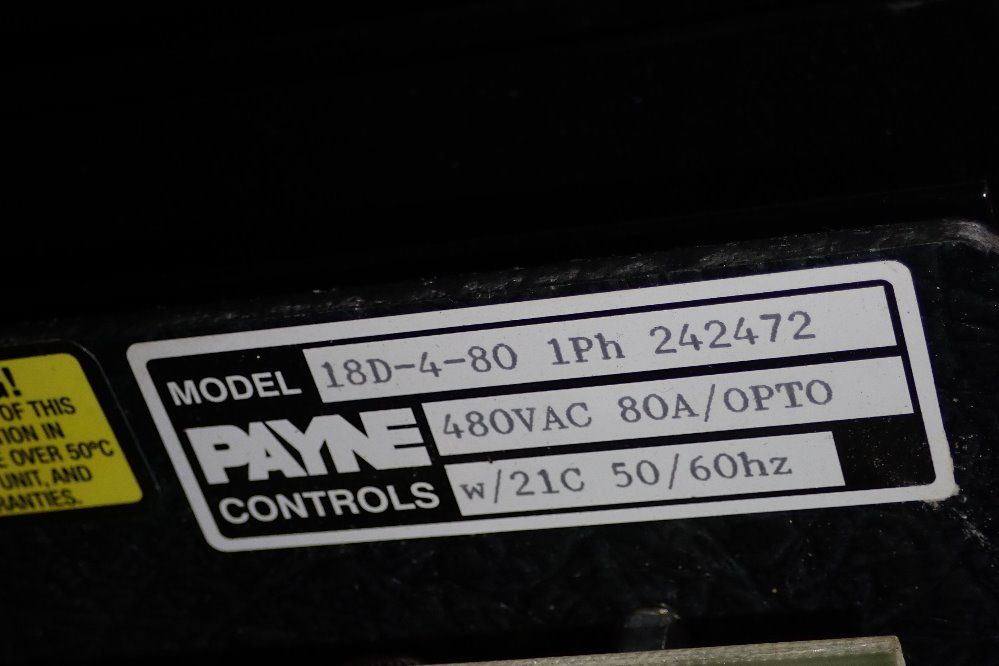 MODEL 18D-4-80 1Ph 242472
PAYNE 480VAC 80A/OPTO
CONTROLS w/21C 50/60hz
!
OF THIS
TION IN
E OVER 50°C
UNIT, AND
RANTIES.